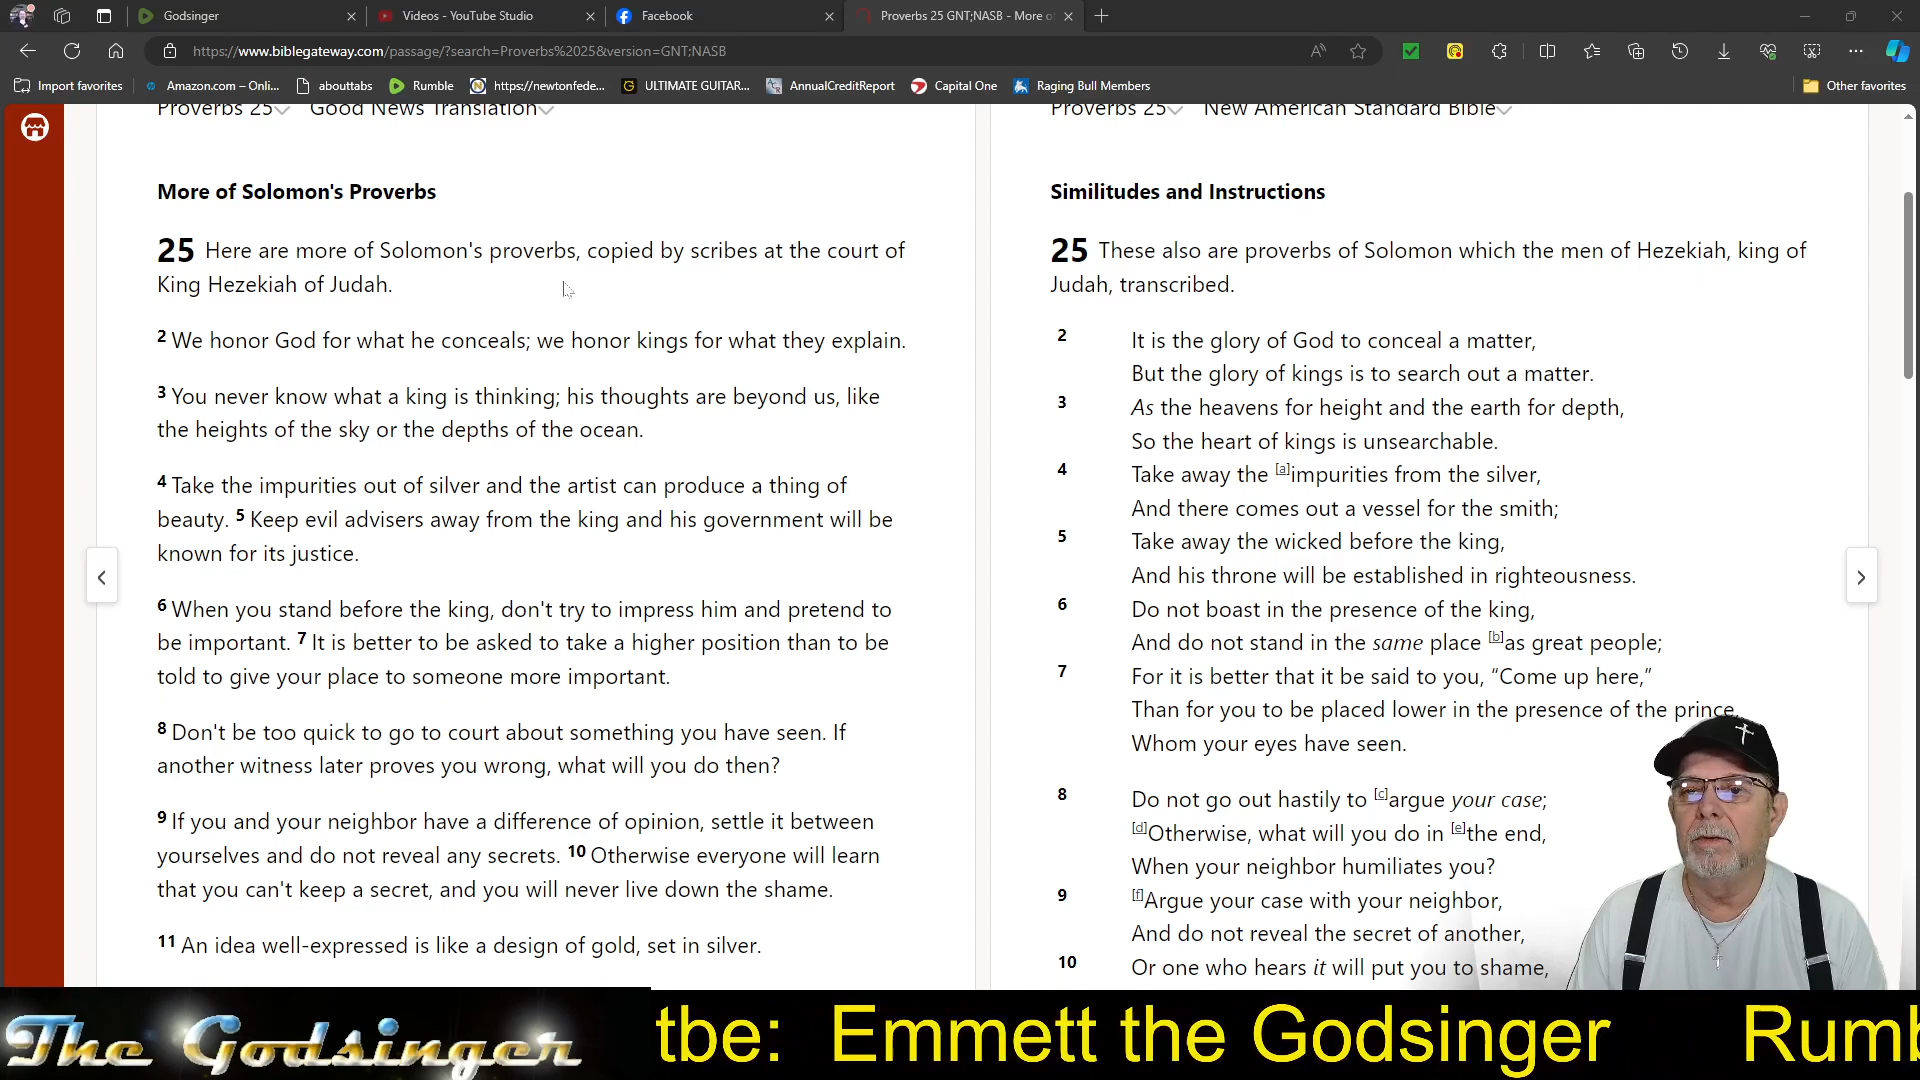 Godsinger
Videos - YouTube Studio
Facebook
Proverbs 25 GNT;NASB - More of
https://www.biblegateway.com/passage/?search=Proverbs%2025&version=GNT;NASB
Import favorites
Amazon.com – Onli...
abouttabs
Rumble
https://newtonfede...
ULTIMATE GUITAR...
AnnualCreditReport
Capital One
Raging Bull Members
Other favorites
Proverbs 25 Good News Translation
More of Solomon's Proverbs
25 Here are more of Solomon's proverbs, copied by scribes at the court of
King Hezekiah of Judah.
2 We honor God for what he conceals; we honor kings for what they explain.
3 You never know what a king is thinking; his thoughts are beyond us, like
the heights of the sky or the depths of the ocean.
4 Take the impurities out of silver and the artist can produce a thing of
beauty. 5 Keep evil advisers away from the king and his government will be
known for its justice.
6 When you stand before the king, don't try to impress him and pretend to
be important. 7 It is better to be asked to take a higher position than to be
told to give your place to someone more important.
8 Don't be too quick to go to court about something you have seen. If
another witness later proves you wrong, what will you do then?
9 If you and your neighbor have a difference of opinion, settle it between
yourselves and do not reveal any secrets. 10 Otherwise everyone will learn
that you can't keep a secret, and you will never live down the shame.
11 An idea well-expressed is like a design of gold, set in silver.
Proverbs 25 New American Standard Bible
Similitudes and Instructions
25 These also are proverbs of Solomon which the men of Hezekiah, king of
Judah, transcribed.
2 It is the glory of God to conceal a matter,
But the glory of kings is to search out a matter.
3 As the heavens for height and the earth for depth,
So the heart of kings is unsearchable.
4 Take away the [a]impurities from the silver,
And there comes out a vessel for the smith;
5 Take away the wicked before the king,
And his throne will be established in righteousness.
6 Do not boast in the presence of the king,
And do not stand in the same place [b]as great people;
7 For it is better that it be said to you, “Come up here,”
Than for you to be placed lower in the presence of the prince,
Whom your eyes have seen.
8 Do not go out hastily to [c]argue your case;
[d]Otherwise, what will you do in [e]the end,
When your neighbor humiliates you?
9 [f]Argue your case with your neighbor,
And do not reveal the secret of another,
10 Or one who hears it will put you to shame,
The Godsinger
tbe: Emmett the Godsinger Rumb